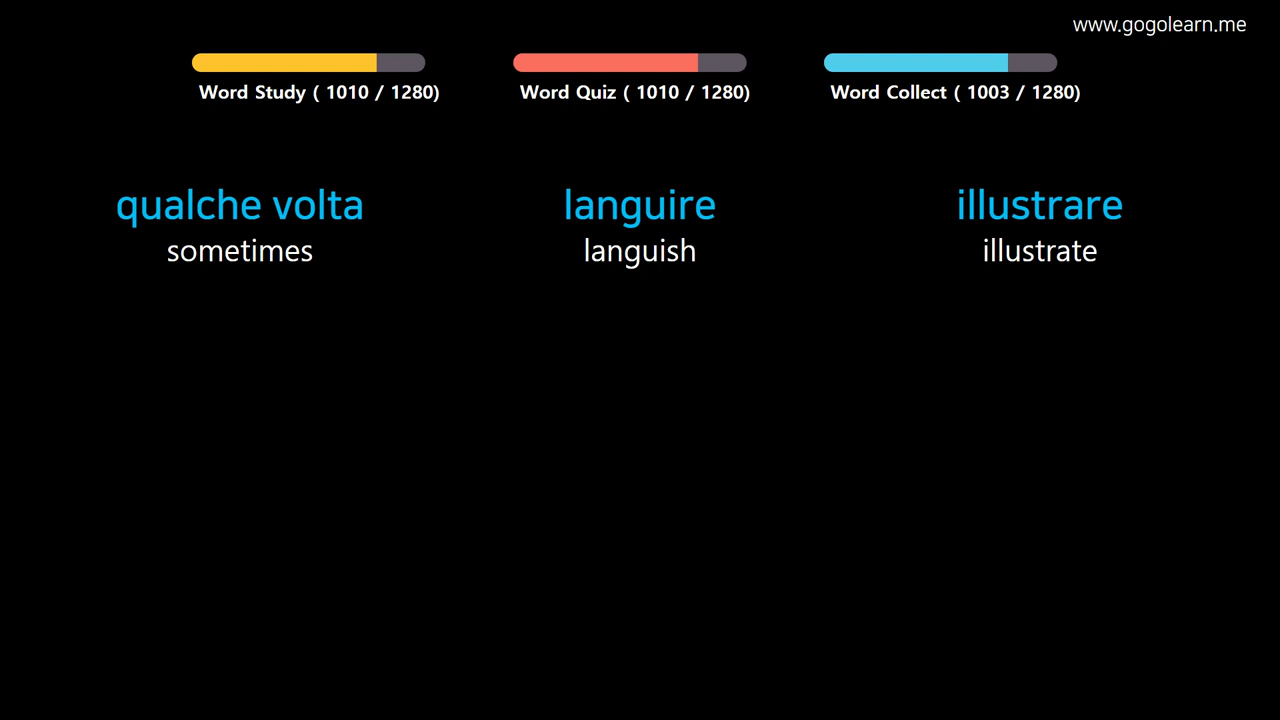 www.gogolearn.me
Word Study ( 1010 / 1280)
Word Quiz ( 1010 / 1280)
Word Collect ( 1003 / 1280)
qualche volta
sometimes
languire
languish
illustrare
illustrate